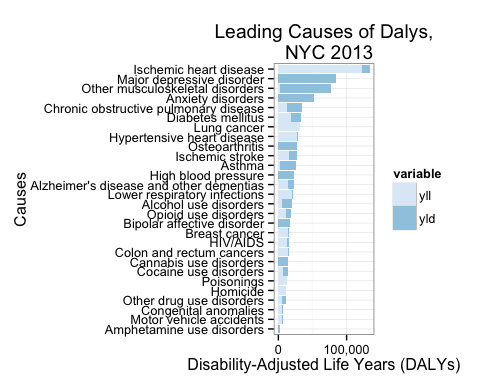 Leading Causes of Dalys,
NYC 2013
Causes
Ischemic heart disease
Major depressive disorder
Other musculoskeletal disorders
Anxiety disorders
Chronic obstructive pulmonary disease
Diabetes mellitus
Lung cancer
Hypertensive heart disease
Osteoarthritis
Ischemic stroke
Asthma
High blood pressure
Alzheimer's disease and other dementias
Lower respiratory infections
Alcohol use disorders
Opioid use disorders
Bipolar affective disorder
Breast cancer
HIV/AIDS
Colon and rectum cancers
Cannabis use disorders
Cocaine use disorders
Poisonings
Homicide
Other drug use disorders
Congenital anomalies
Motor vehicle accidents
Amphetamine use disorders
0 100,000
Disability-Adjusted Life Years (DALYs)
variable
yll
yld